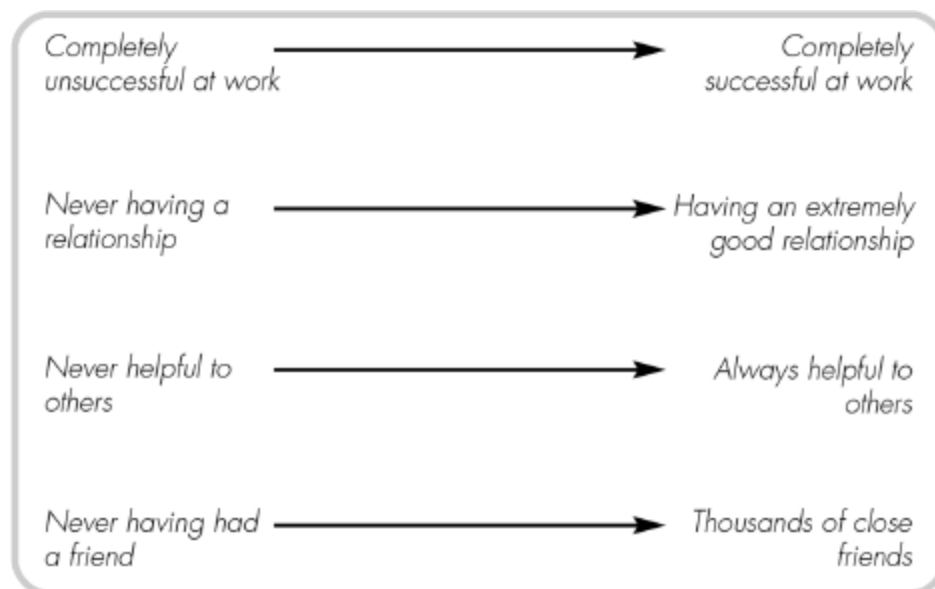 Completely
unsuccessful at work
Completely
successful at work
Never having a
relationship
Having an extremely
good relationship
Never helpful to
others
Always helpful to
others
Never having had
a friend
Thousands of close
friends